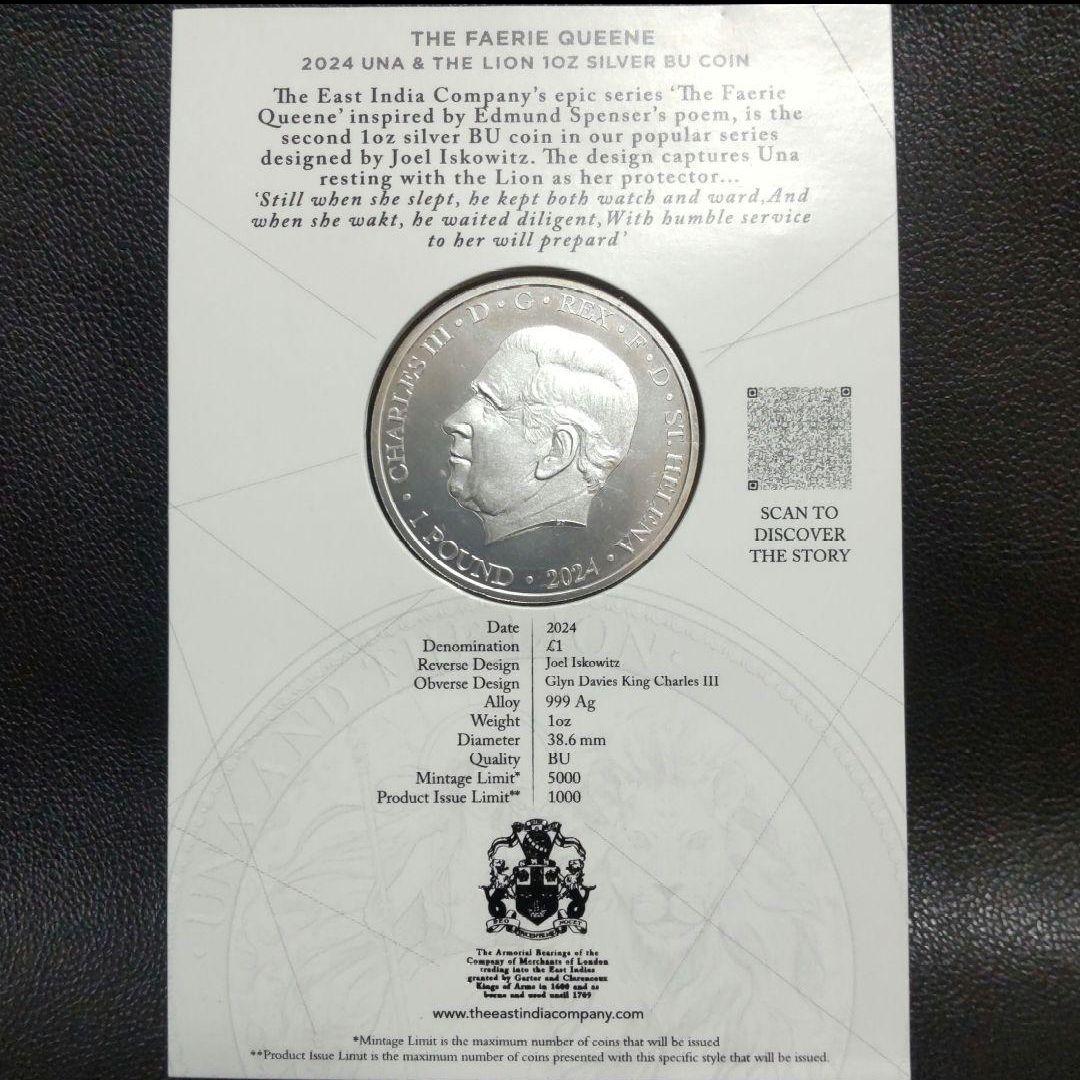 THE FAERIE QUEENE
2024 UNA & THE LION 1OZ SILVER BU COIN
The East India Company's epic series 'The Faerie
Queene' inspired by Edmund Spenser's poem, is the
second 1oz silver BU coin in our popular series
designed by Joel Iskowitz. The design captures Una
resting with the Lion as her protector...
'Still when she slept, he kept both watch and ward,And
when she wakt, he waited diligent,With humble service
to her will prepard'
• CHARLES III • D • G • REX • F • D • ST. HELENA •
1 POUND • 2024
SCAN TO
DISCOVER
THE STORY
Date 2024
Denomination £1
Reverse Design Joel Iskowitz
Obverse Design Glyn Davies King Charles III
Alloy 999 Ag
Weight 1oz
Diameter 38.6 mm
Quality BU
Mintage Limit* 5000
Product Issue Limit** 1000
UNA AND THE LION
The Armorial Bearings of the
Company of Merchants of London
trading into the East Indies
granted by Garter and Clarenceux
Kings of Arms in 1600 and as
borne and used until 1709
www.theeastindiacompany.com
*Mintage Limit is the maximum number of coins that will be issued
**Product Issue Limit is the maximum number of coins presented with this specific style that will be issued.